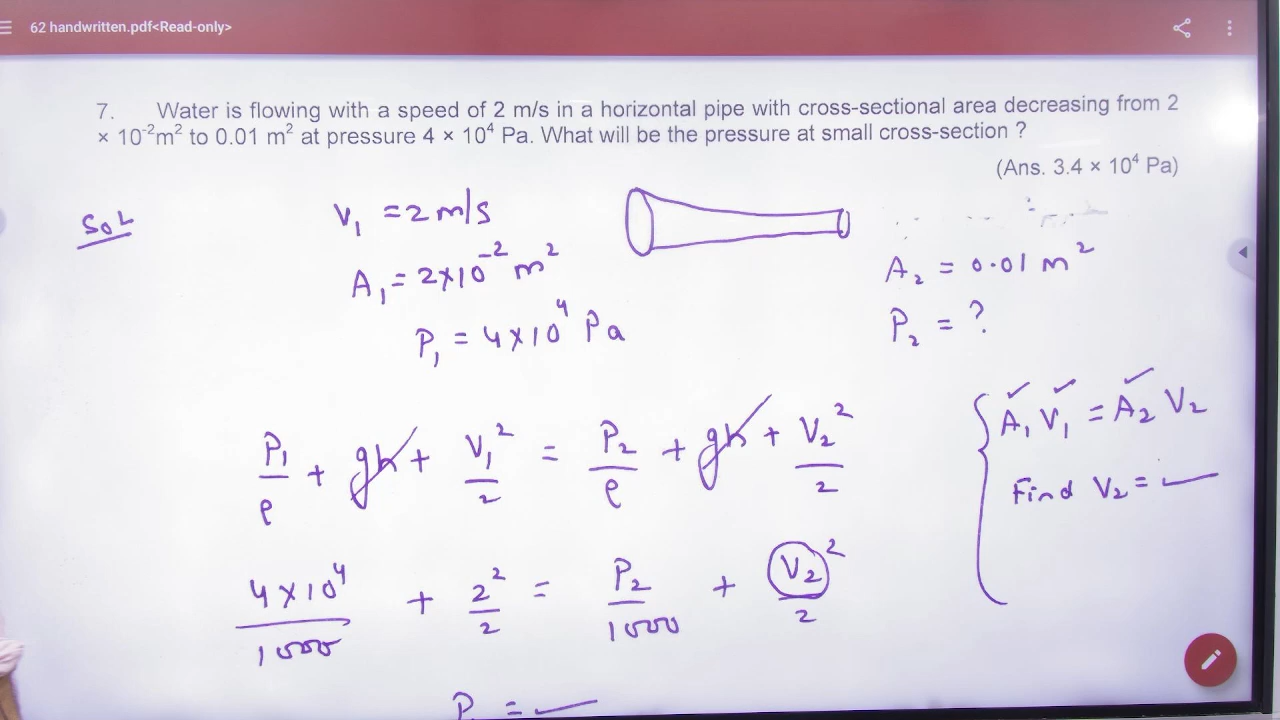 62 handwritten.pdf<Read-only>
7. Water is flowing with a speed of 2 m/s in a horizontal pipe with cross-sectional area decreasing from 2
× 10⁻²m² to 0.01 m² at pressure 4 × 10⁴ Pa. What will be the pressure at small cross-section ?
(Ans. 3.4 × 10⁴ Pa)
Sol
V₁ = 2 m/s
A₁ = 2×10⁻² m²
A₂ = 0.01 m²
P₁ = 4×10⁴ Pa
P₂ = ?
A₁ V₁ = A₂ V₂
P₁/ρ + gh + V₁²/2 = P₂/ρ + gh + V₂²/2
Find V₂ =
4×10⁴/1000 + 2²/2 = P₂/1000 + V₂²/2
P =